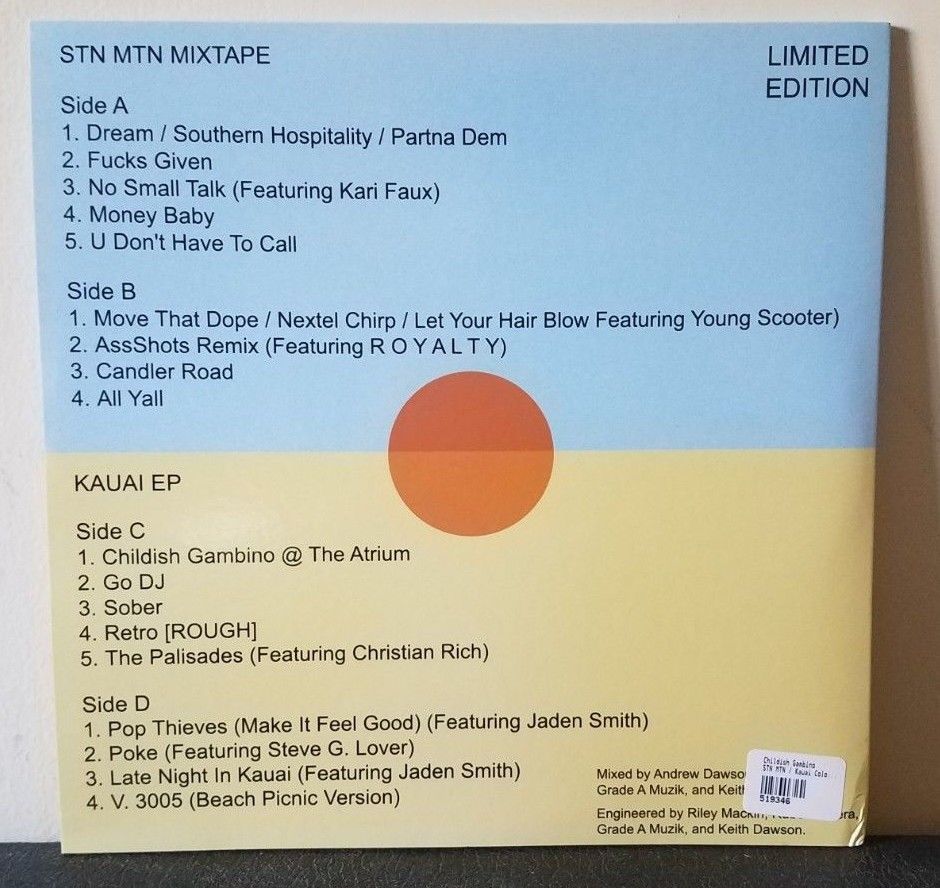 STN MTN MIXTAPE
LIMITED
EDITION
Side A
1. Dream / Southern Hospitality / Partna Dem
2. Fucks Given
3. No Small Talk (Featuring Kari Faux)
4. Money Baby
5. U Don't Have To Call
Side B
1. Move That Dope / Nextel Chirp / Let Your Hair Blow Featuring Young Scooter)
2. AssShots Remix (Featuring R O Y A L T Y)
3. Candler Road
4. All Yall
KAUAI EP
Side C
1. Childish Gambino @ The Atrium
2. Go DJ
3. Sober
4. Retro [ROUGH]
5. The Palisades (Featuring Christian Rich)
Side D
1. Pop Thieves (Make It Feel Good) (Featuring Jaden Smith)
2. Poke (Featuring Steve G. Lover)
3. Late Night In Kauai (Featuring Jaden Smith)
4. V. 3005 (Beach Picnic Version)
Mixed by Andrew
Grade A Muzik, and Keith
Engineered by Riley
Grade A Muzik, and Keith Dawson.
Childish Gambino
STN MTN / Kauai Colo
519346